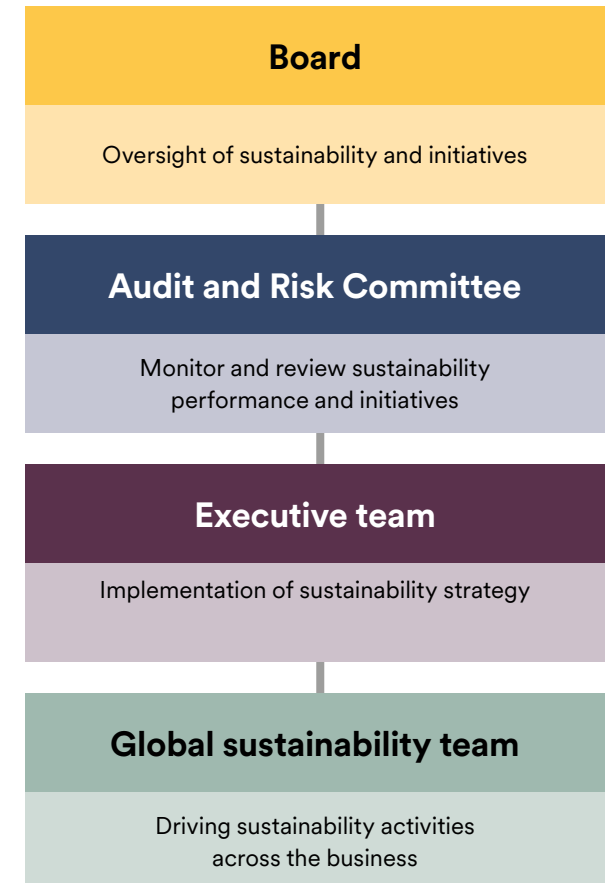 Board
Oversight of sustainability and initiatives
Audit and Risk Committee
Monitor and review sustainability
performance and initiatives
Executive team
Implementation of sustainability strategy
Global sustainability team
Driving sustainability activities
across the business